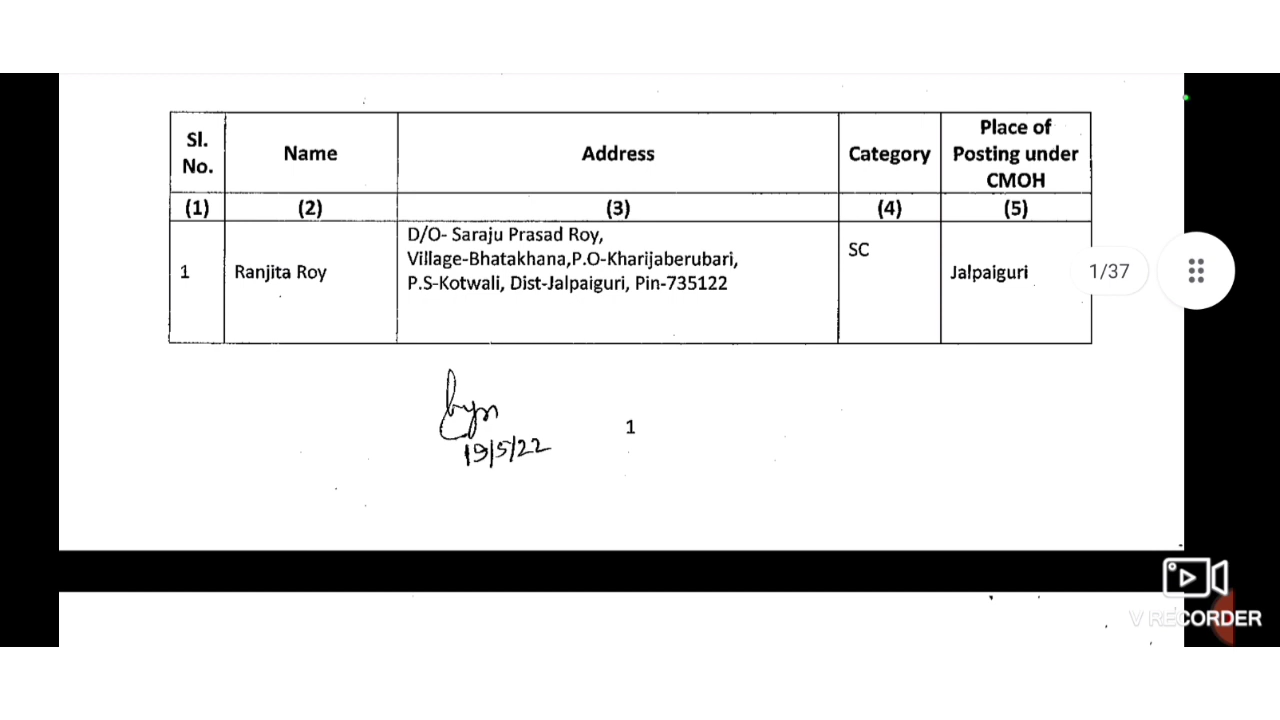 Sl. No.
Name
Address
Category
Place of Posting under CMOH
(1)
(2)
(3)
(4)
(5)
1
Ranjita Roy
D/O- Saraju Prasad Roy,
Village-Bhatakhana,P.O-Kharijaberubari,
P.S-Kotwali, Dist-Jalpaiguri, Pin-735122
SC
Jalpaiguri
1/37
19/5/22
1
V RECORDER